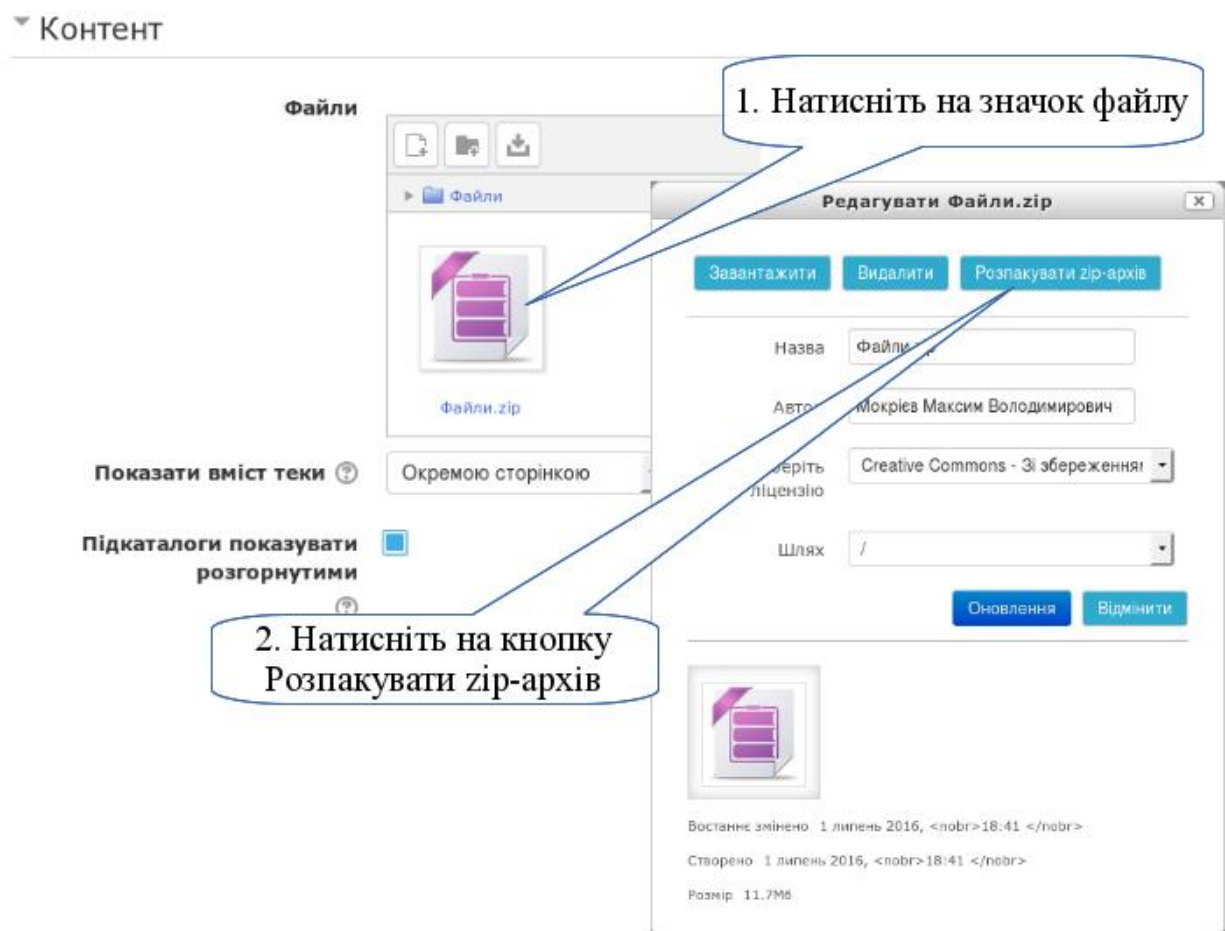 Контент
Файли
1. Натисніть на значок файлу
Файли
Файли.zip
Показати вміст теки
Окремою сторінкою
Підкаталоги показувати
розгорнутими
2. Натисніть на кнопку
Розпакувати zip-архів
Редагувати Файли.zip
Завантажити Видалити Розпакувати zip-архів
Назва
Автор Мокрієв Максим Володимирович
Creative Commons - Зі збереженням
ліцензію
Шлях /
Оновлення Відмінити
Востаннє змінено 1 липень 2016, <nobr>18:41 </nobr>
Створено 1 липень 2016, <nobr>18:41 </nobr>
Розмір 11.7Мб